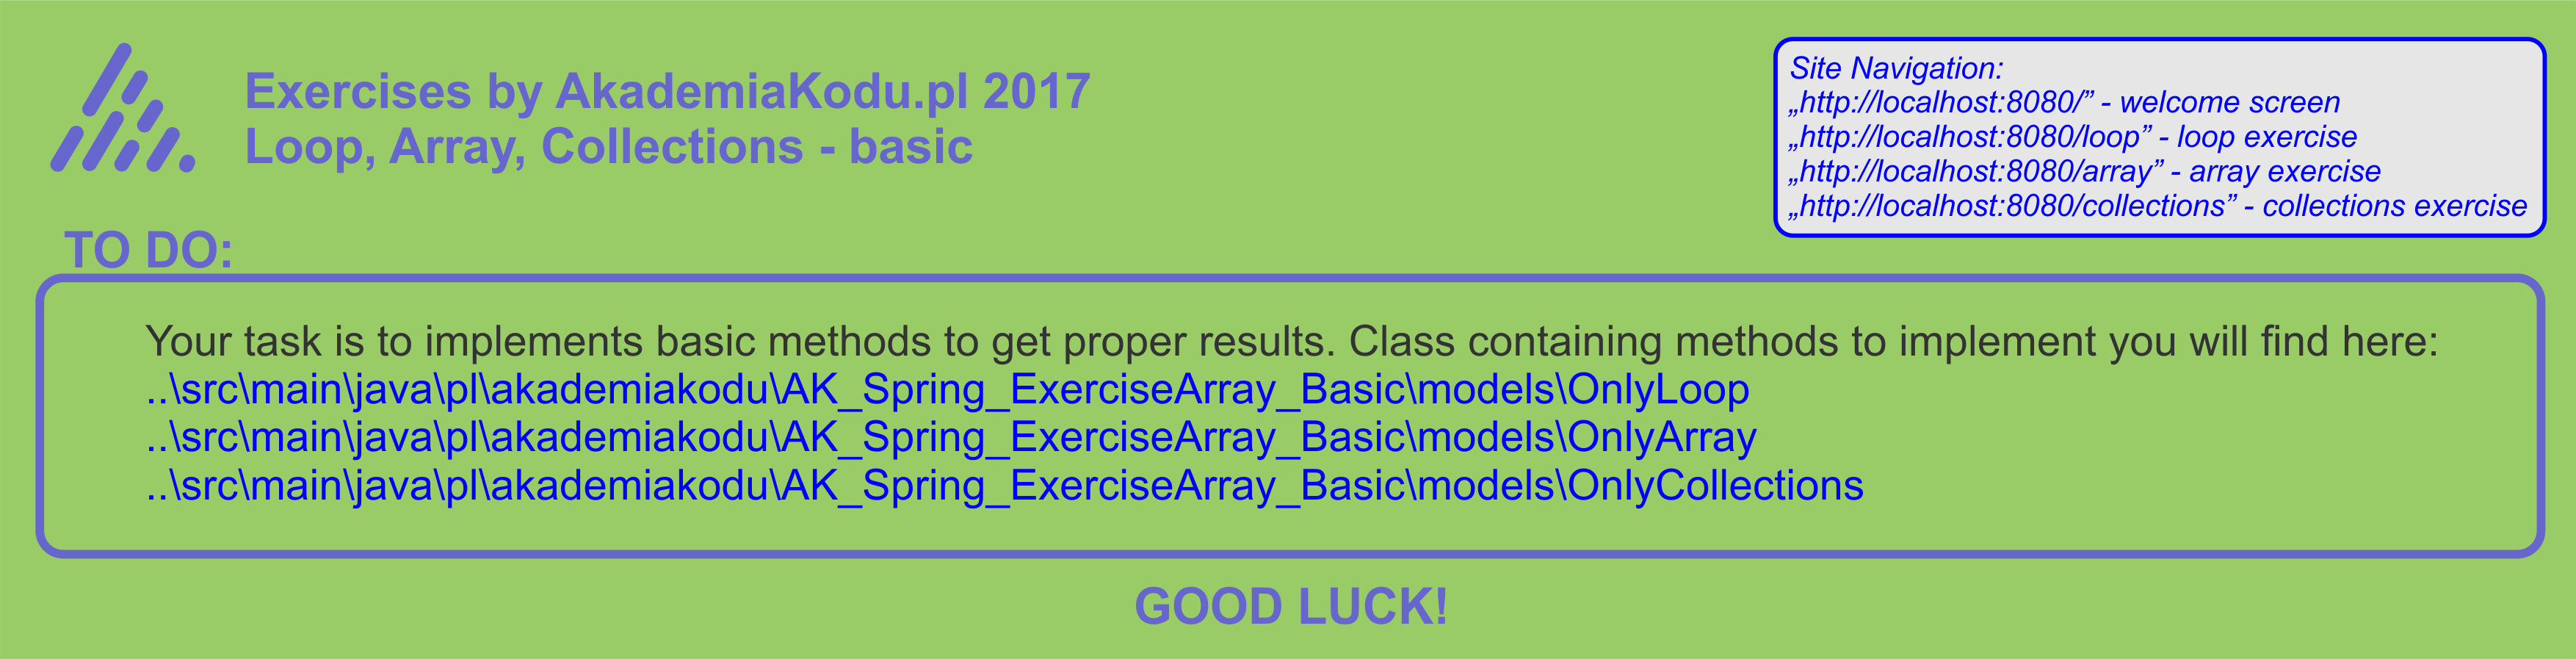 Exercises by AkademiaKodu.pl 2017
Loop, Array, Collections - basic
Site Navigation:
„http://localhost:8080/” - welcome screen
„http://localhost:8080/loop” - loop exercise
„http://localhost:8080/array” - array exercise
„http://localhost:8080/collections” - collections exercise
TO DO:
Your task is to implements basic methods to get proper results. Class containing methods to implement you will find here:
..\src\main\java\pl\akademiakodu\AK_Spring_ExerciseArray_Basic\models\OnlyLoop
..\src\main\java\pl\akademiakodu\AK_Spring_ExerciseArray_Basic\models\OnlyArray
..\src\main\java\pl\akademiakodu\AK_Spring_ExerciseArray_Basic\models\OnlyCollections
GOOD LUCK!